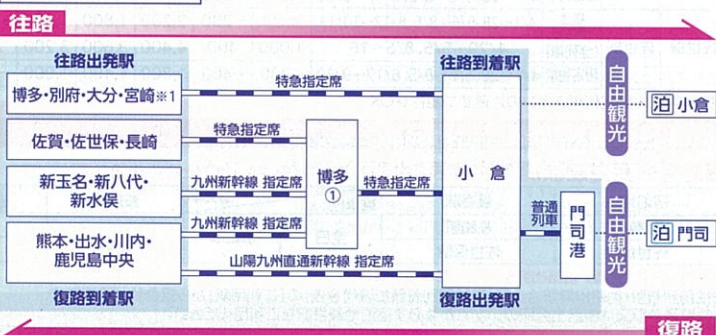 往路
往路出発駅
往路到着駅
博多・別府・大分・宮崎※1
特急指定席
自由観光
泊 小倉
佐賀・佐世保・長崎
特急指定席
新玉名・新八代・
新水俣
九州新幹線 指定席
博多
①
特急指定席
小倉
九州新幹線 指定席
普通
列車
門司港
自由観光
泊 門司
熊本・出水・川内・
鹿児島中央
山陽九州直通新幹線 指定席
復路到着駅
復路出発駅
復路